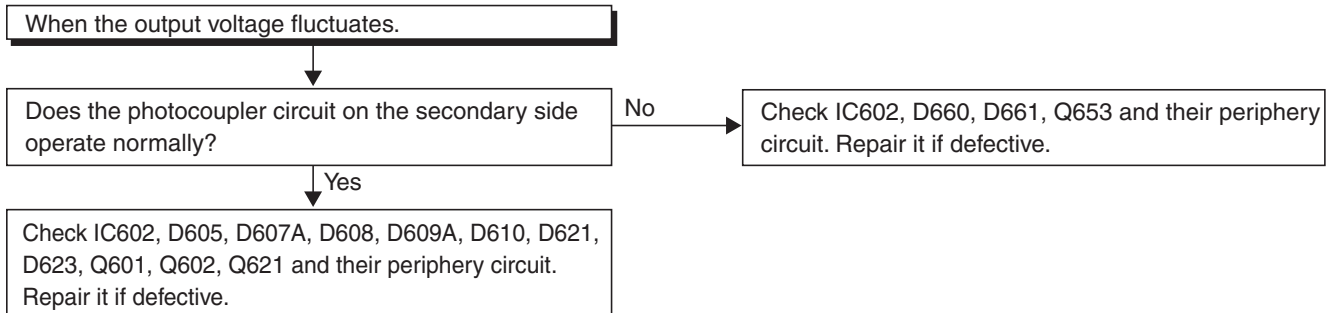 When the output voltage fluctuates.
Does the photocoupler circuit on the secondary side
operate normally?
No
Check IC602, D660, D661, Q653 and their periphery
circuit. Repair it if defective.
Yes
Check IC602, D605, D607A, D608, D609A, D610, D621,
D623, Q601, Q602, Q621 and their periphery circuit.
Repair it if defective.